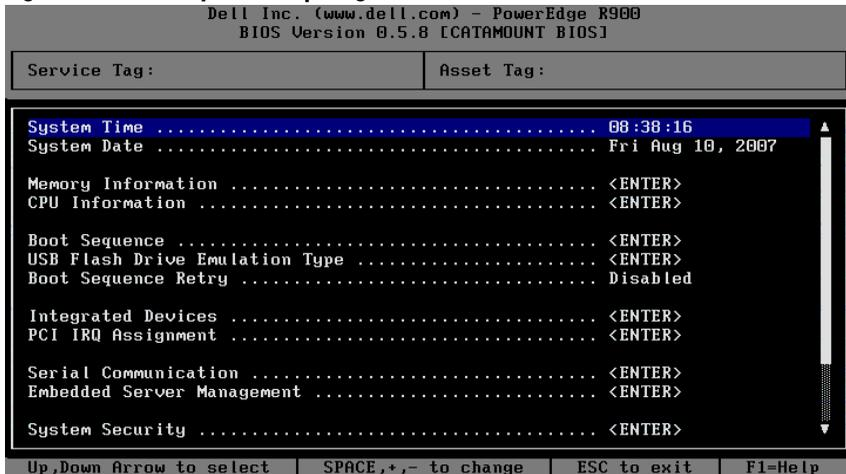 Dell Inc. (www.dell.com) - PowerEdge R900
BIOS Version 0.5.8 [CATAMOUNT BIOS]
Service Tag: Asset Tag:
System Time .......................................... 08:38:16
System Date .......................................... Fri Aug 10, 2007
Memory Information ................................... <ENTER>
CPU Information ...................................... <ENTER>
Boot Sequence ........................................ <ENTER>
USB Flash Drive Emulation Type ....................... <ENTER>
Boot Sequence Retry .................................. Disabled
Integrated Devices ................................... <ENTER>
PCI IRQ Assignment ................................... <ENTER>
Serial Communication ................................. <ENTER>
Embedded Server Management ........................... <ENTER>
System Security ...................................... <ENTER>
Up,Down Arrow to select SPACE,+,- to change ESC to exit F1=Help